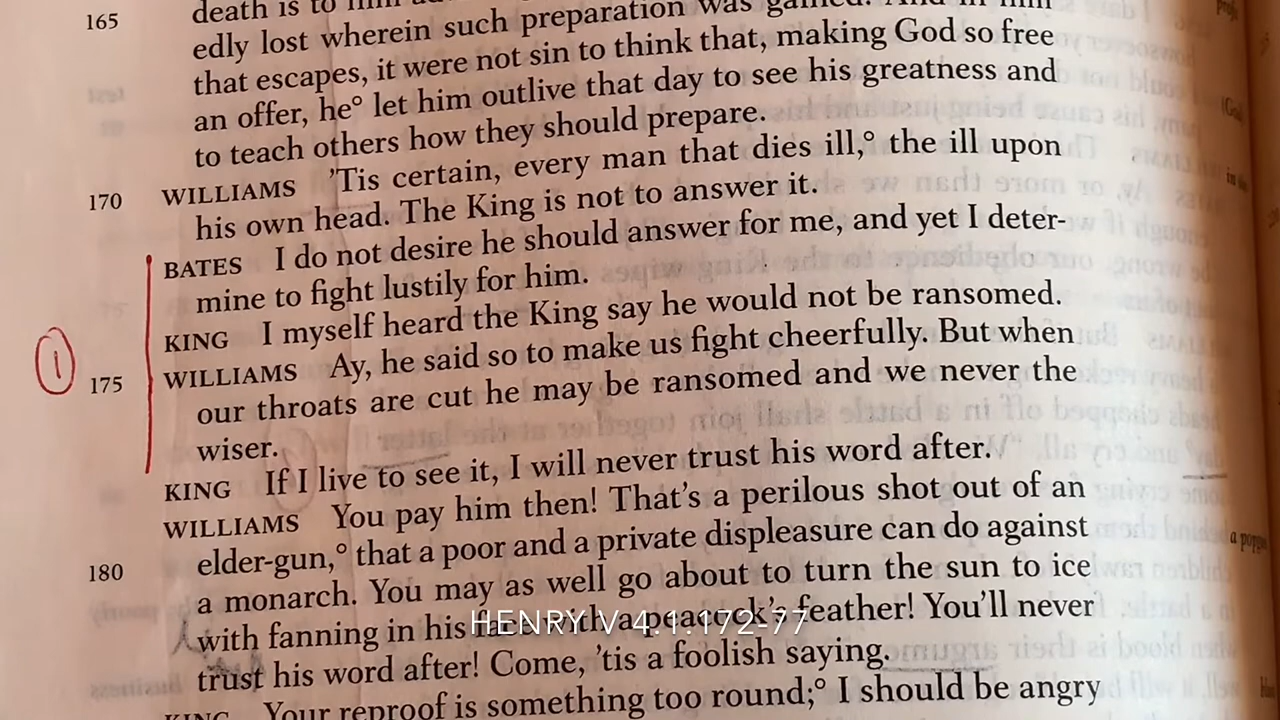 165 death is to him
edly lost wherein such preparation was gained. And in him
that escapes, it were not sin to think that, making God so free
an offer, he° let him outlive that day to see his greatness and
to teach others how they should prepare.
170 WILLIAMS 'Tis certain, every man that dies ill,° the ill upon
his own head. The King is not to answer it.
BATES I do not desire he should answer for me, and yet I deter-
mine to fight lustily for him.
KING I myself heard the King say he would not be ransomed.
1 175 WILLIAMS Ay, he said so to make us fight cheerfully. But when
our throats are cut he may be ransomed and we never the
wiser.
KING If I live to see it, I will never trust his word after.
WILLIAMS You pay him then! That's a perilous shot out of an
180 elder-gun,° that a poor and a private displeasure can do against
a monarch. You may as well go about to turn the sun to ice
with fanning in his face with a peacock's feather! You'll never
HENRY V 4.1.172-77
trust his word after! Come, 'tis a foolish saying.
KING Your reproof is something too round;° I should be angry